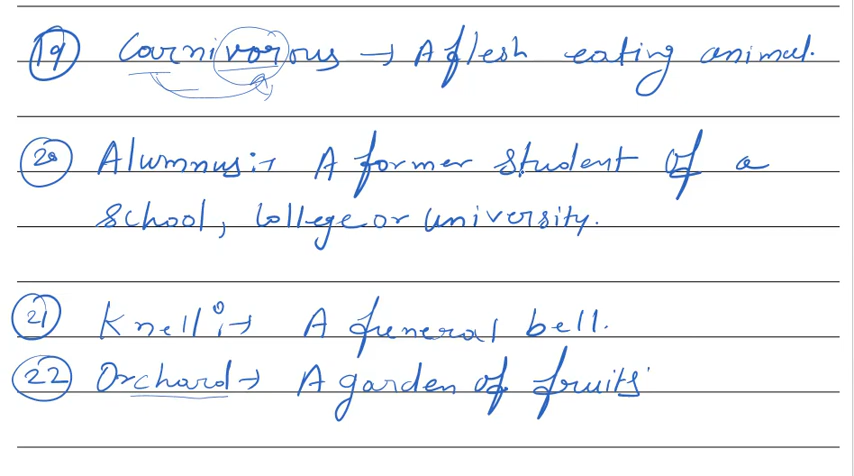 19 Carnivorous → A flesh eating animal.
20 Alumnus:→ A former student of a
School, College or University.
21 Knell:→ A funeral bell.
22 Orchard → A garden of fruits